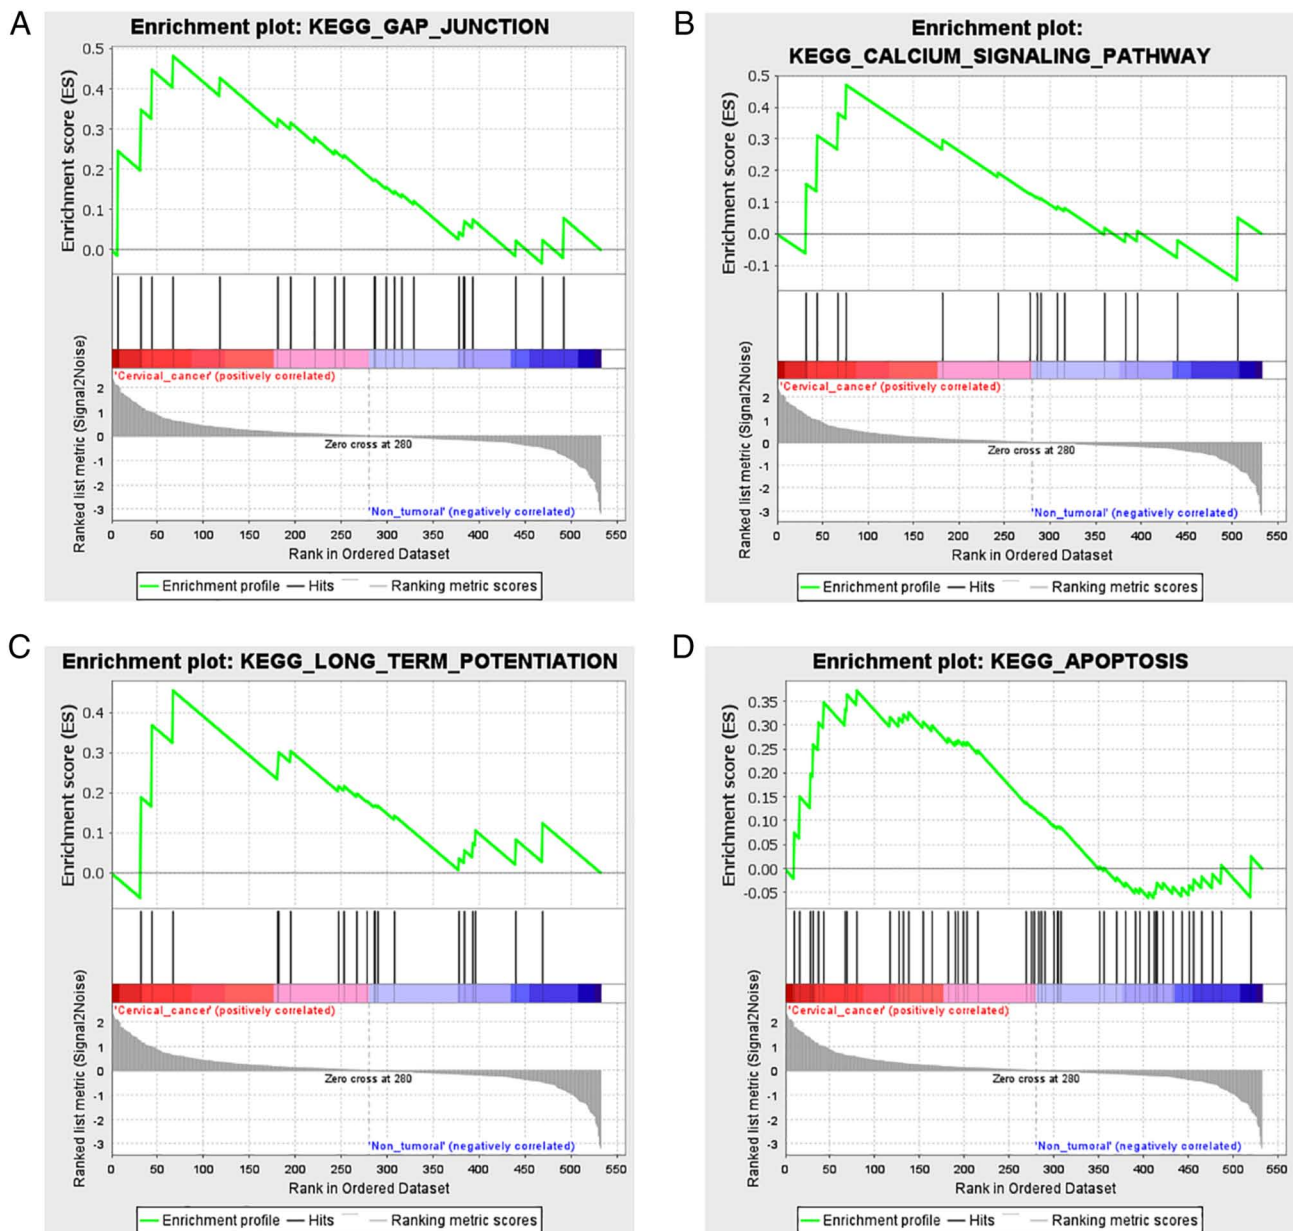 A
Enrichment plot: KEGG_GAP_JUNCTION
Enrichment score (ES)
0.5
0.4
0.3
0.2
0.1
0.0
'Cervical_cancer' (positively correlated)
Ranked list metric (Signal2Noise)
2
1
0
-1
-2
-3
Zero cross at 280
'Non_tumoral' (negatively correlated)
0 50 100 150 200 250 300 350 400 450 500 550
Rank in Ordered Dataset
Enrichment profile Hits Ranking metric scores
B
Enrichment plot:
KEGG_CALCIUM_SIGNALING_PATHWAY
Enrichment score (ES)
0.5
0.4
0.3
0.2
0.1
0.0
-0.1
'Cervical_cancer' (positively correlated)
Ranked list metric (Signal2Noise)
2
1
0
-1
-2
-3
Zero cross at 280
'Non_tumoral' (negatively correlated)
0 50 100 150 200 250 300 350 400 450 500 550
Rank in Ordered Dataset
Enrichment profile Hits Ranking metric scores
C
Enrichment plot: KEGG_LONG_TERM_POTENTIATION
Enrichment score (ES)
0.4
0.3
0.2
0.1
0.0
'Cervical_cancer' (positively correlated)
Ranked list metric (Signal2Noise)
2
1
0
-1
-2
-3
Zero cross at 280
'Non_tumoral' (negatively correlated)
0 50 100 150 200 250 300 350 400 450 500 550
Rank in Ordered Dataset
Enrichment profile Hits Ranking metric scores
D
Enrichment plot: KEGG_APOPTOSIS
Enrichment score (ES)
0.35
0.30
0.25
0.20
0.15
0.10
0.05
0.00
-0.05
'Cervical_cancer' (positively correlated)
Ranked list metric (Signal2Noise)
2
1
0
-1
-2
-3
Zero cross at 280
'Non_tumoral' (negatively correlated)
0 50 100 150 200 250 300 350 400 450 500 550
Rank in Ordered Dataset
Enrichment profile Hits Ranking metric scores